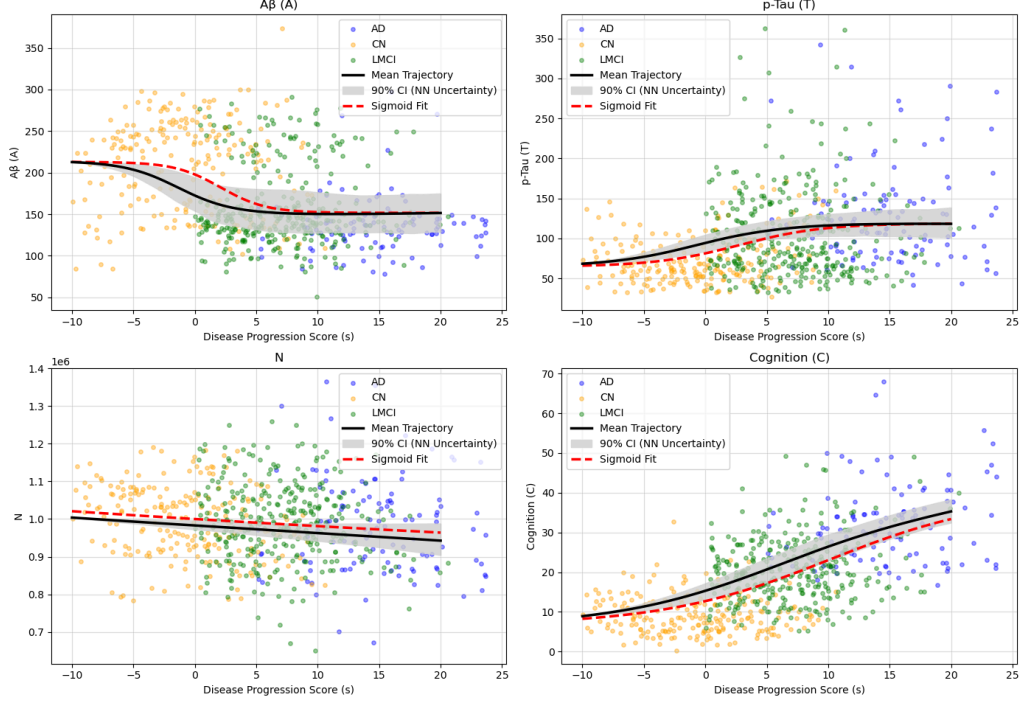 Aβ (A)
350
300
250
200
150
100
50
Aβ (A)
−10
−5
0
5
10
15
20
25
Disease Progression Score (s)
AD
CN
LMCI
Mean Trajectory
90% CI (NN Uncertainty)
Sigmoid Fit
p-Tau (T)
350
300
250
200
150
100
50
p-Tau (T)
−10
−5
0
5
10
15
20
25
Disease Progression Score (s)
AD
CN
LMCI
Mean Trajectory
90% CI (NN Uncertainty)
Sigmoid Fit
N
1e6
1.4
1.3
1.2
1.1
1.0
0.9
0.8
0.7
N
−10
−5
0
5
10
15
20
25
Disease Progression Score (s)
AD
CN
LMCI
Mean Trajectory
90% CI (NN Uncertainty)
Sigmoid Fit
Cognition (C)
70
60
50
40
30
20
10
0
Cognition (C)
−10
−5
0
5
10
15
20
25
Disease Progression Score (s)
AD
CN
LMCI
Mean Trajectory
90% CI (NN Uncertainty)
Sigmoid Fit